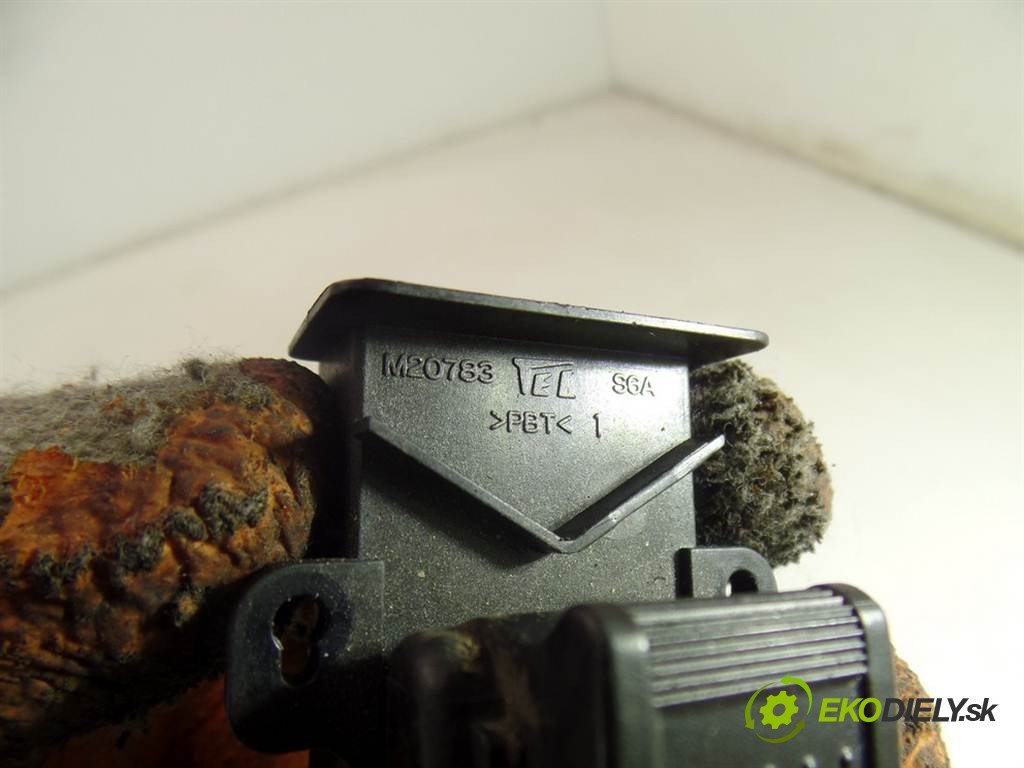 M20783 TEC S6A
>PBT< 1
EKODIELY.sk